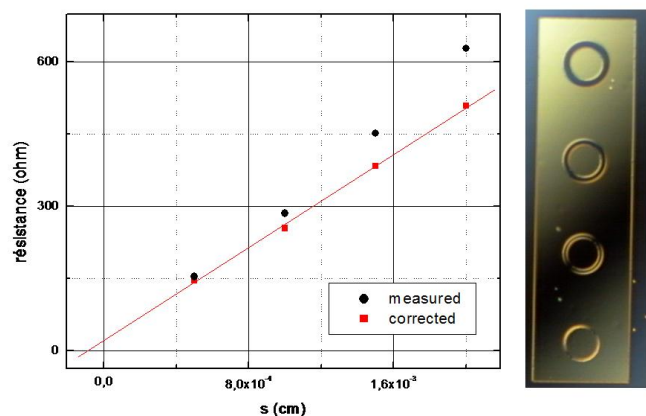 600
300
0
résistance (ohm)
measured
corrected
0,0
8,0x10⁻⁴
1,6x10⁻³
s (cm)